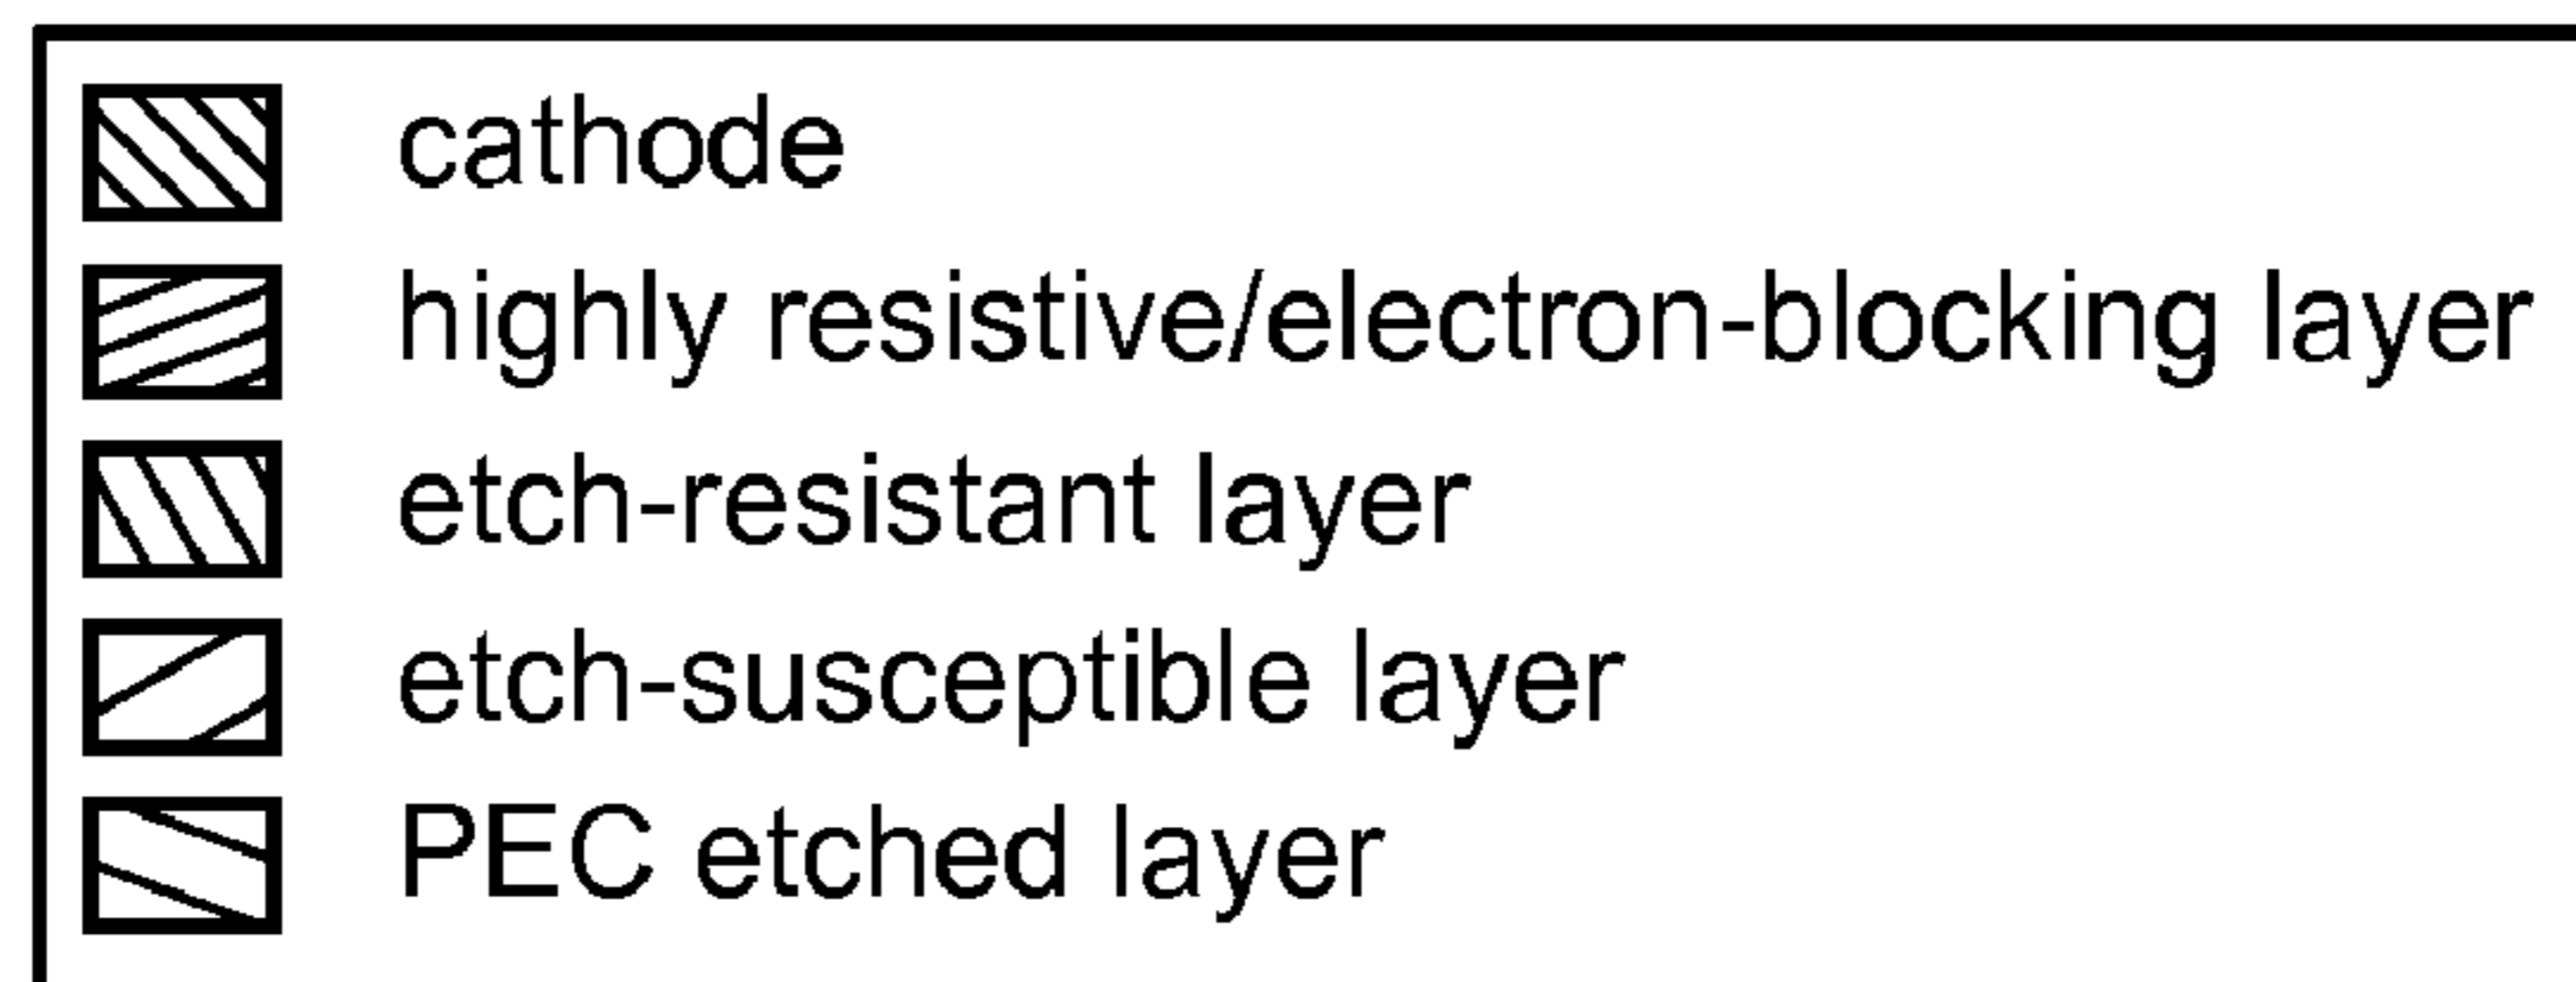 cathode
highly resistive/electron-blocking layer
etch-resistant layer
etch-susceptible layer
PEC etched layer